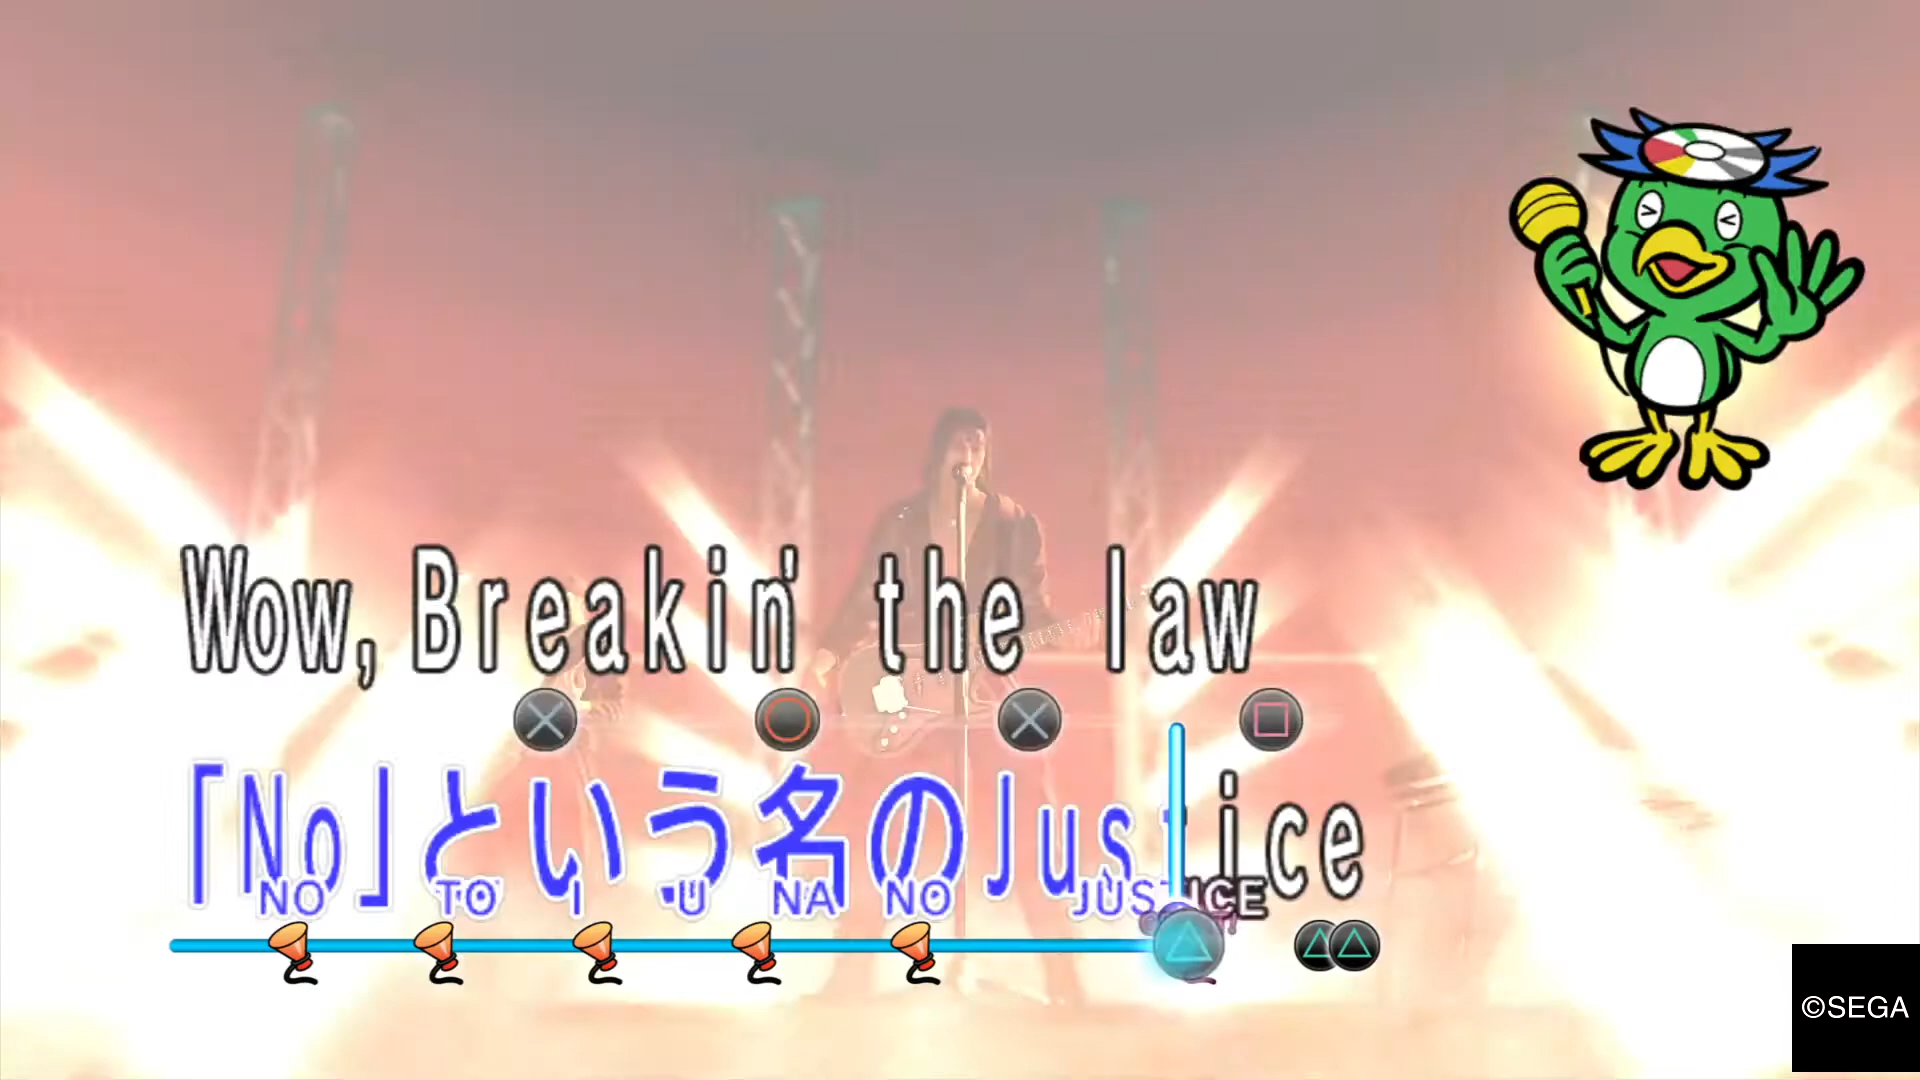 Wow, Breakin' the law
「No」という名のJustice
NO TO I U NA NO JUSTICE
©SEGA